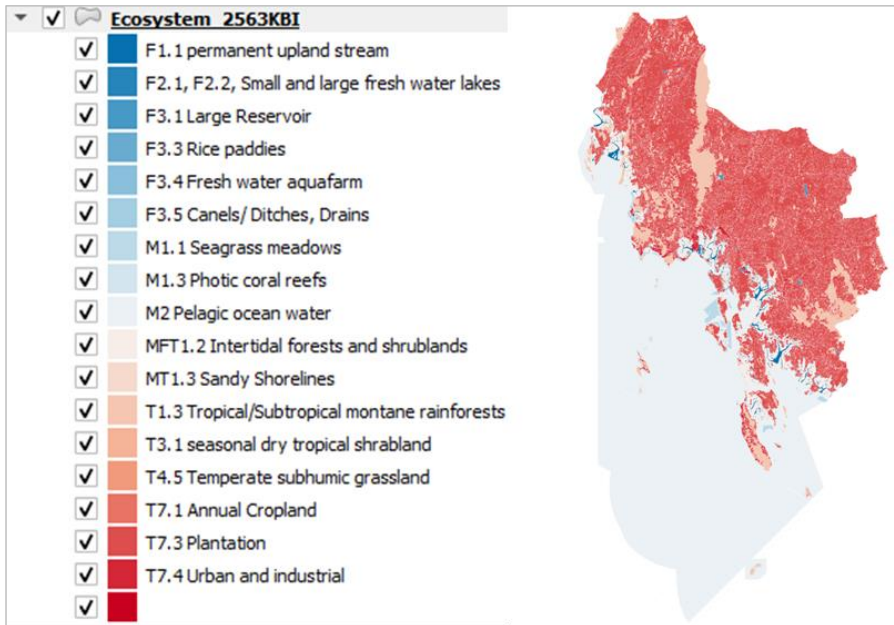 Ecosystem_2563KBI
F1.1 permanent upland stream
F2.1, F2.2, Small and large fresh water lakes
F3.1 Large Reservoir
F3.3 Rice paddies
F3.4 Fresh water aquafarm
F3.5 Canels/ Ditches, Drains
M1.1 Seagrass meadows
M1.3 Photic coral reefs
M2 Pelagic ocean water
MFT1.2 Intertidal forests and shrublands
MT1.3 Sandy Shorelines
T1.3 Tropical/Subtropical montane rainforests
T3.1 seasonal dry tropical shrabland
T4.5 Temperate subhumic grassland
T7.1 Annual Cropland
T7.3 Plantation
T7.4 Urban and industrial